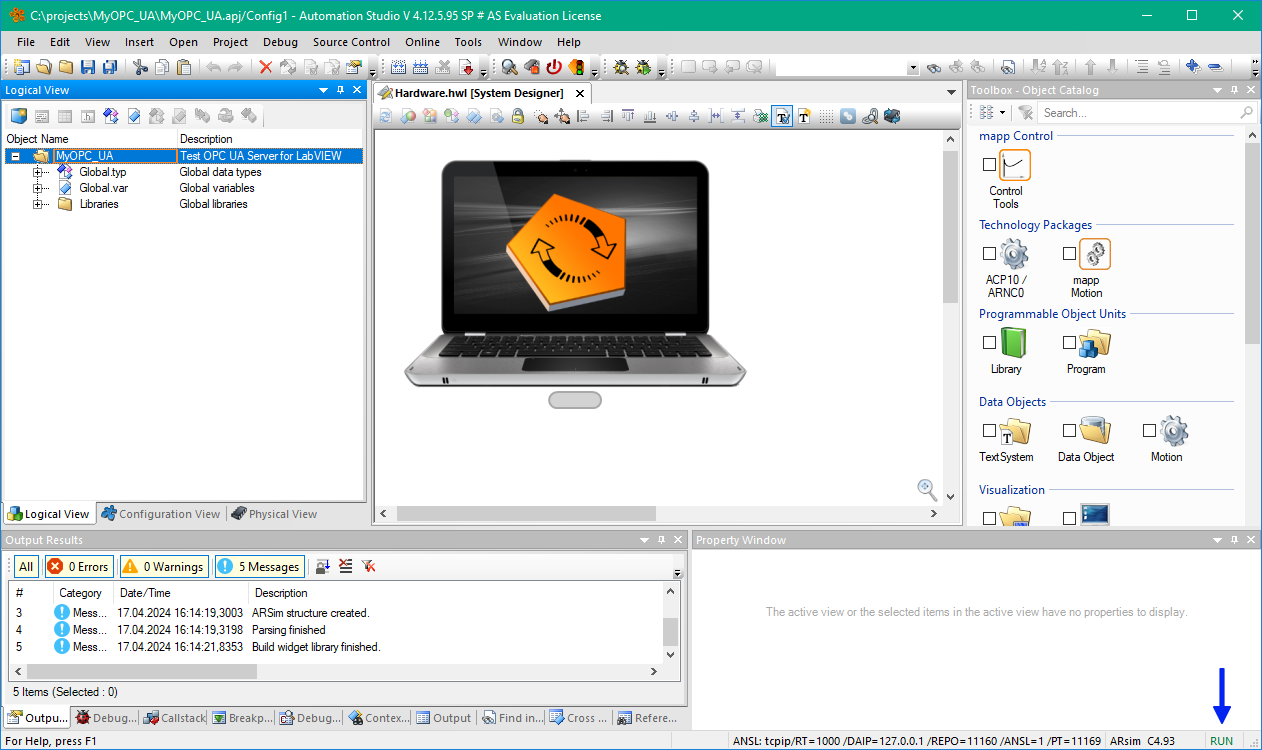 C:\projects\MyOPC_UA\MyOPC_UA.apj/Config1 - Automation Studio V 4.12.5.95 SP # AS Evaluation License
File Edit View Insert Open Project Debug Source Control Online Tools Window Help
Logical View
Object Name Description
MyOPC_UA Test OPC UA Server for LabVIEW
Global.typ Global data types
Global.var Global variables
Libraries Global libraries
Logical View Configuration View Physical View
Hardware.hwl [System Designer]
Toolbox - Object Catalog
Search...
mapp Control
Control
Tools
Technology Packages
ACP10 /
ARNC0
mapp
Motion
Programmable Object Units
Library Program
Data Objects
T
TextSystem Data Object Motion
Visualization
Output Results
All 0 Errors 0 Warnings 5 Messages
# Category Date/Time Description
3 Mess... 17.04.2024 16:14:19,3003 ARSim structure created.
4 Mess... 17.04.2024 16:14:19,3198 Parsing finished
5 Mess... 17.04.2024 16:14:21,8353 Build widget library finished.
5 Items (Selected : 0)
Outpu... Debug... Callstack Breakp... Debug... Contex... Output Find in... Cross ... Refere...
Property Window
The active view or the selected items in the active view have no properties to display.
For Help, press F1
ANSL: tcpip/RT=1000 /DAIP=127.0.0.1 /REPO=11160 /ANSL=1 /PT=11169 ARsim C4.93 RUN